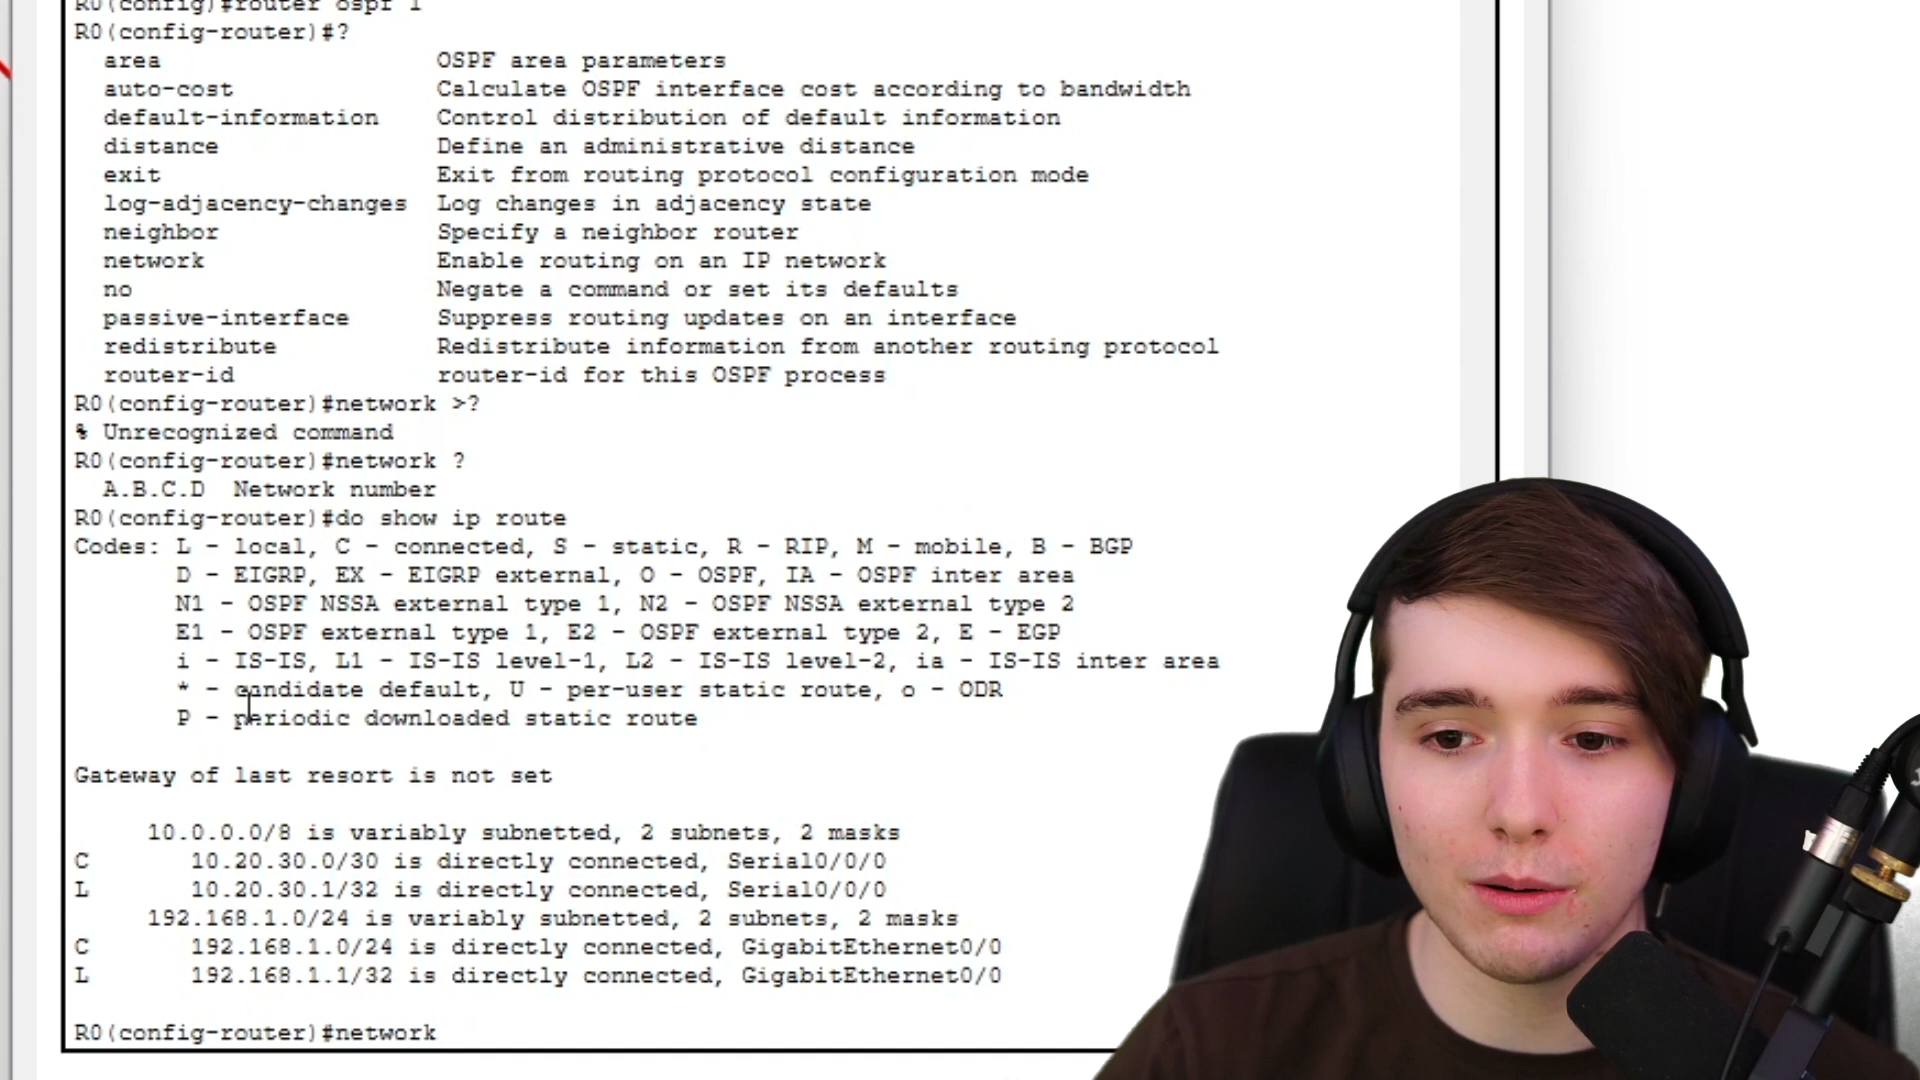 R0(config)#router ospf 1
R0(config-router)#?
area OSPF area parameters
auto-cost Calculate OSPF interface cost according to bandwidth
default-information Control distribution of default information
distance Define an administrative distance
exit Exit from routing protocol configuration mode
log-adjacency-changes Log changes in adjacency state
neighbor Specify a neighbor router
network Enable routing on an IP network
no Negate a command or set its defaults
passive-interface Suppress routing updates on an interface
redistribute Redistribute information from another routing protocol
router-id router-id for this OSPF process
R0(config-router)#network >?
% Unrecognized command
R0(config-router)#network ?
A.B.C.D Network number
R0(config-router)#do show ip route
Codes: L - local, C - connected, S - static, R - RIP, M - mobile, B - BGP
D - EIGRP, EX - EIGRP external, O - OSPF, IA - OSPF inter area
N1 - OSPF NSSA external type 1, N2 - OSPF NSSA external type 2
E1 - OSPF external type 1, E2 - OSPF external type 2, E - EGP
i - IS-IS, L1 - IS-IS level-1, L2 - IS-IS level-2, ia - IS-IS inter area
* - candidate default, U - per-user static route, o - ODR
P - periodic downloaded static route
Gateway of last resort is not set
10.0.0.0/8 is variably subnetted, 2 subnets, 2 masks
C 10.20.30.0/30 is directly connected, Serial0/0/0
L 10.20.30.1/32 is directly connected, Serial0/0/0
192.168.1.0/24 is variably subnetted, 2 subnets, 2 masks
C 192.168.1.0/24 is directly connected, GigabitEthernet0/0
L 192.168.1.1/32 is directly connected, GigabitEthernet0/0
R0(config-router)#network